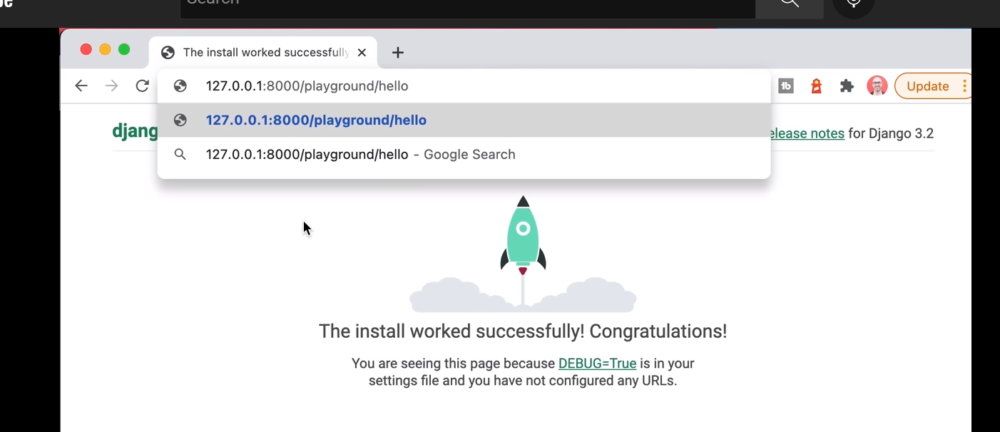 The install worked successfully
127.0.0.1:8000/playground/hello
Update
127.0.0.1:8000/playground/hello
127.0.0.1:8000/playground/hello - Google Search
djang
elease notes for Django 3.2
The install worked successfully! Congratulations!
You are seeing this page because DEBUG=True is in your
settings file and you have not configured any URLs.